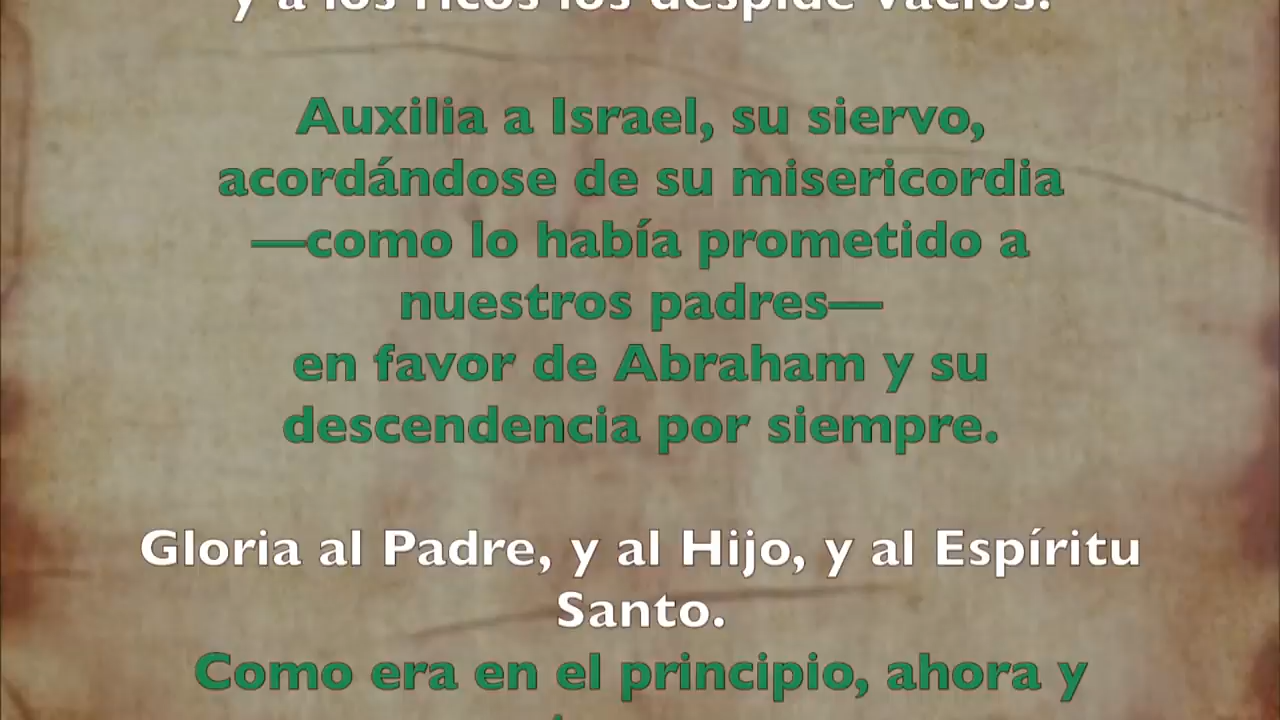 y a los ricos los despide vacíos.
Auxilia a Israel, su siervo,
acordándose de su misericordia
—como lo había prometido a
nuestros padres—
en favor de Abraham y su
descendencia por siempre.
Gloria al Padre, y al Hijo, y al Espíritu
Santo.
Como era en el principio, ahora y